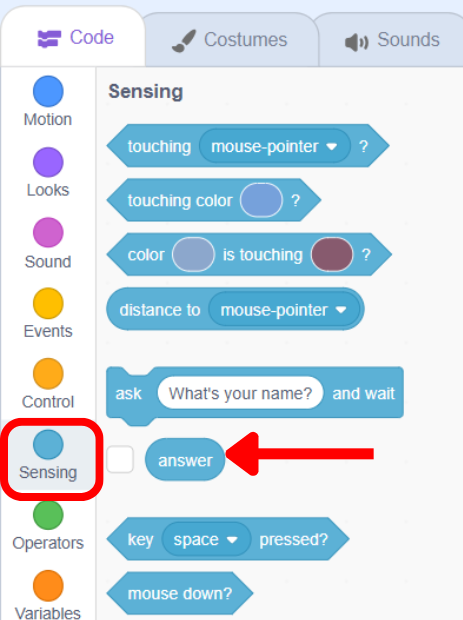 Code
Costumes
Sounds
Motion
Looks
Sound
Events
Control
Sensing
Operators
Variables
Sensing
touching mouse-pointer ?
touching color ?
color is touching ?
distance to mouse-pointer
ask What's your name? and wait
answer
key space pressed?
mouse down?